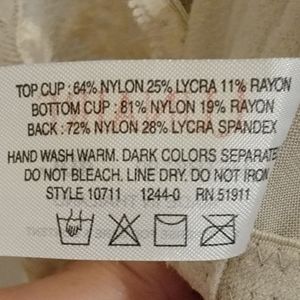 TOP CUP : 64% NYLON 25% LYCRA 11% RAYON
BOTTOM CUP : 81% NYLON 19% RAYON
BACK : 72% NYLON 28% LYCRA SPANDEX
HAND WASH WARM. DARK COLORS SEPARATE
DO NOT BLEACH. LINE DRY. DO NOT IRON
STYLE 10711 1244-0 RN 51911